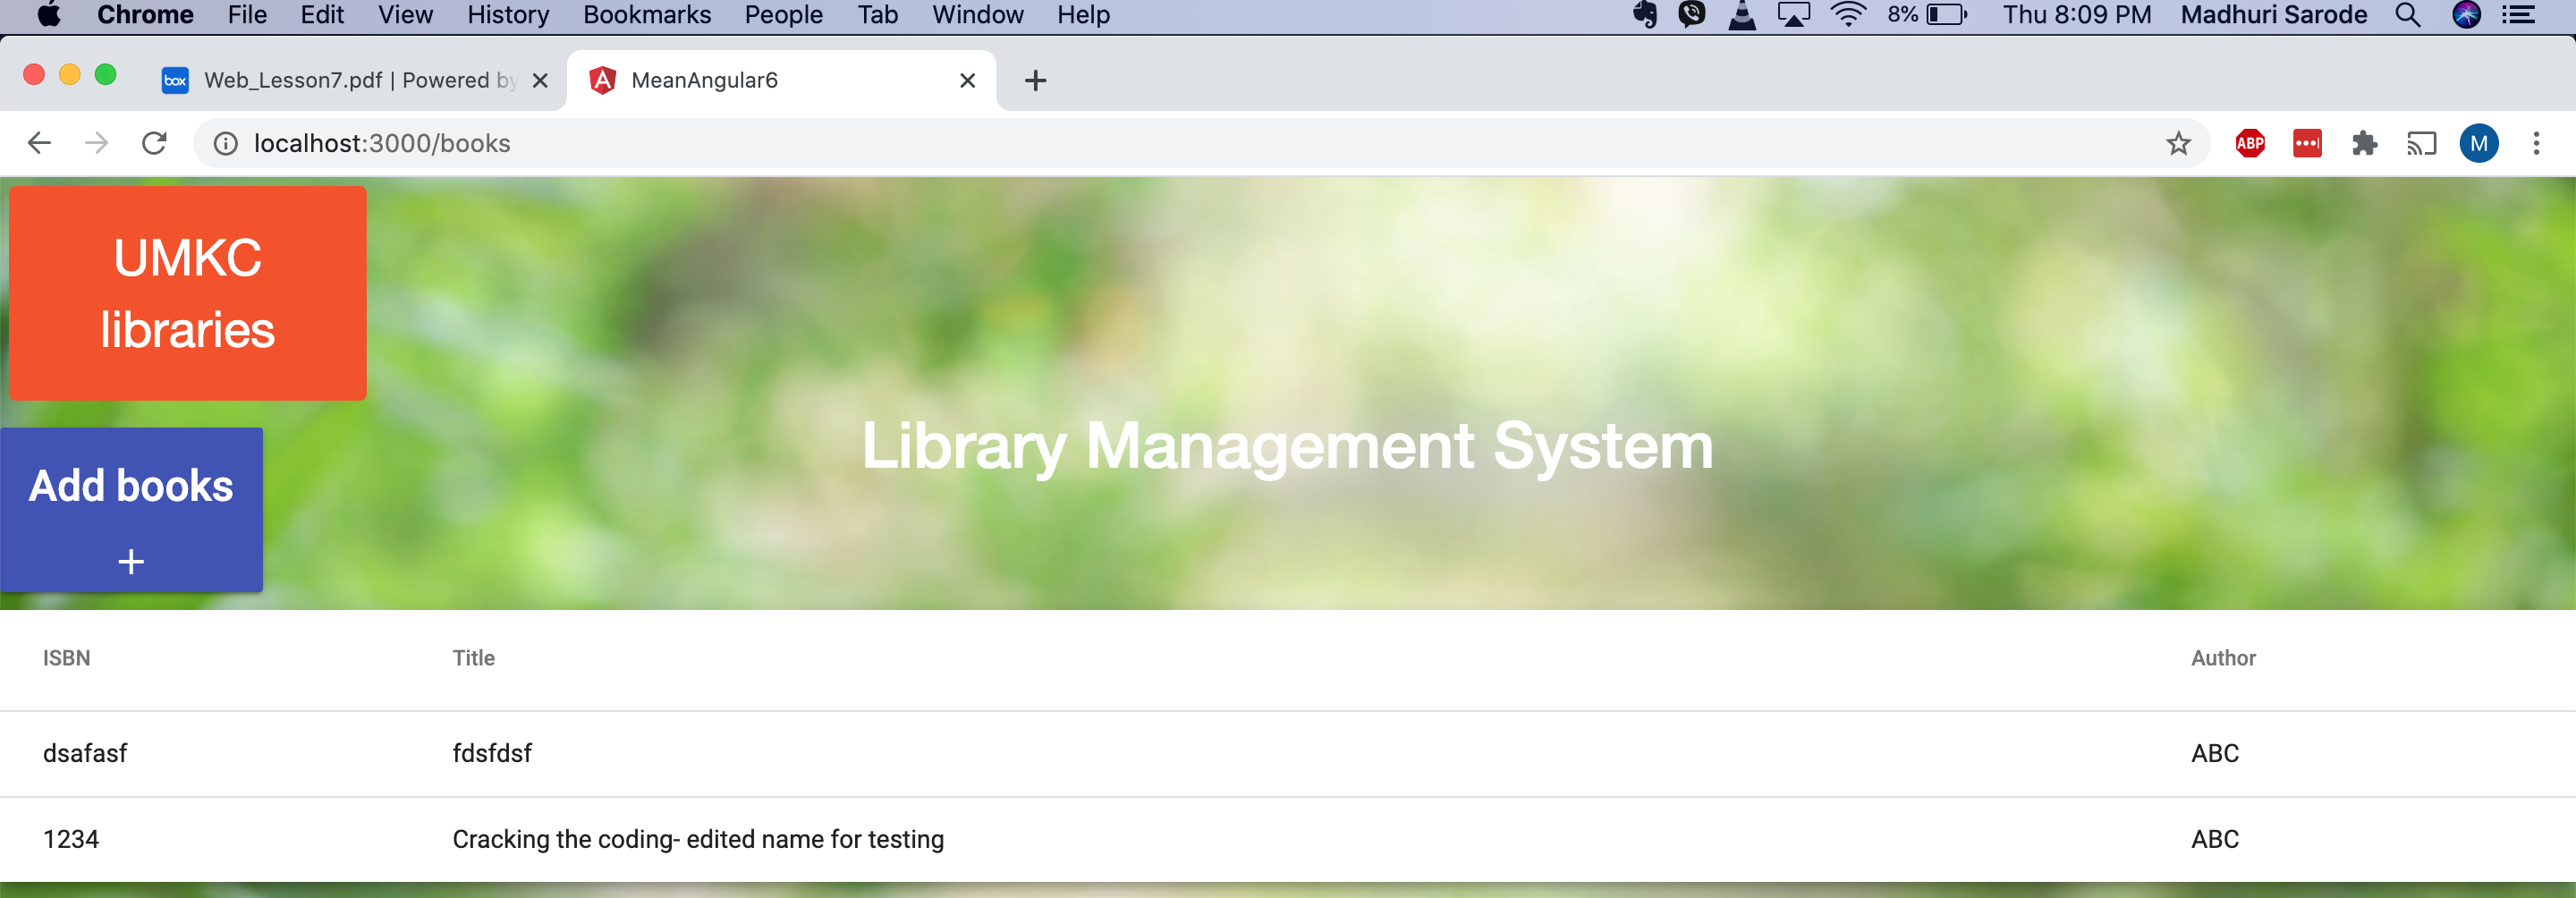 Chrome File Edit View History Bookmarks People Tab Window Help 8% Thu 8:09 PM Madhuri Sarode
box Web_Lesson7.pdf | Powered by MeanAngular6
localhost:3000/books ABP M
UMKC
libraries
Library Management System
Add books
+
ISBN Title Author
dsafasf fdsfdsf ABC
1234 Cracking the coding- edited name for testing ABC